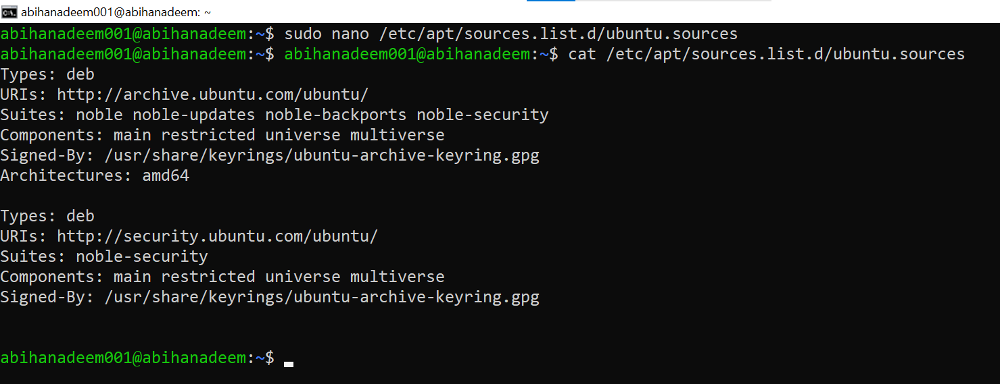 abihanadeem001@abihanadeem: ~
abihanadeem001@abihanadeem:~$ sudo nano /etc/apt/sources.list.d/ubuntu.sources
abihanadeem001@abihanadeem:~$ abihanadeem001@abihanadeem:~$ cat /etc/apt/sources.list.d/ubuntu.sources
Types: deb
URIs: http://archive.ubuntu.com/ubuntu/
Suites: noble noble-updates noble-backports noble-security
Components: main restricted universe multiverse
Signed-By: /usr/share/keyrings/ubuntu-archive-keyring.gpg
Architectures: amd64
Types: deb
URIs: http://security.ubuntu.com/ubuntu/
Suites: noble-security
Components: main restricted universe multiverse
Signed-By: /usr/share/keyrings/ubuntu-archive-keyring.gpg
abihanadeem001@abihanadeem:~$